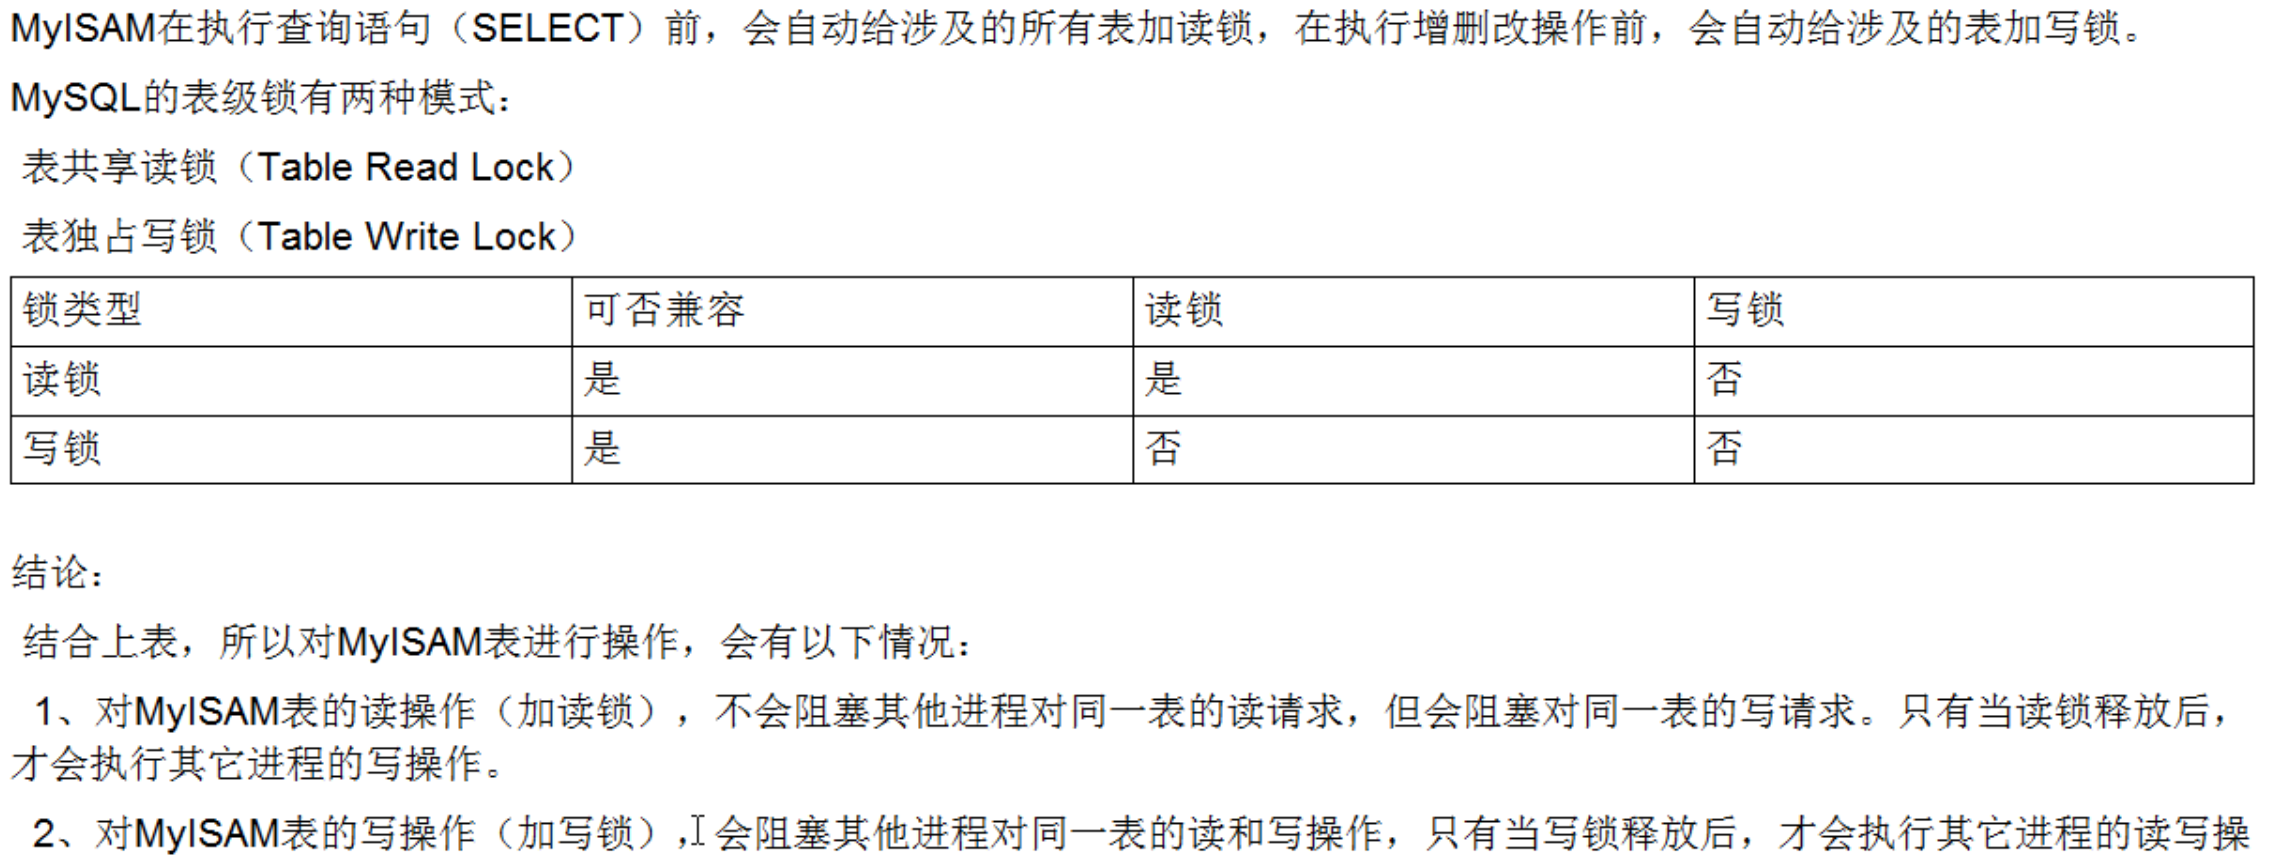 MyISAM在执行查询语句（SELECT）前，会自动给涉及的所有表加读锁，在执行增删改操作前，会自动给涉及的表加写锁。
MySQL的表级锁有两种模式：
表共享读锁（Table Read Lock）
表独占写锁（Table Write Lock）
锁类型 可否兼容 读锁 写锁
读锁 是 是 否
写锁 是 否 否
结论：
结合上表，所以对MyISAM表进行操作，会有以下情况：
1、对MyISAM表的读操作（加读锁），不会阻塞其他进程对同一表的读请求，但会阻塞对同一表的写请求。只有当读锁释放后，
才会执行其它进程的写操作。
2、对MyISAM表的写操作（加写锁），会阻塞其他进程对同一表的读和写操作，只有当写锁释放后，才会执行其它进程的读写操